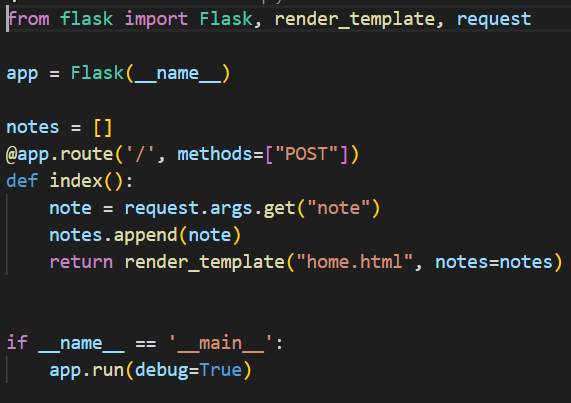 from flask import Flask, render_template, request
app = Flask(__name__)
notes = []
@app.route('/', methods=["POST"])
def index():
    note = request.args.get("note")
    notes.append(note)
    return render_template("home.html", notes=notes)
if __name__ == '__main__':
    app.run(debug=True)